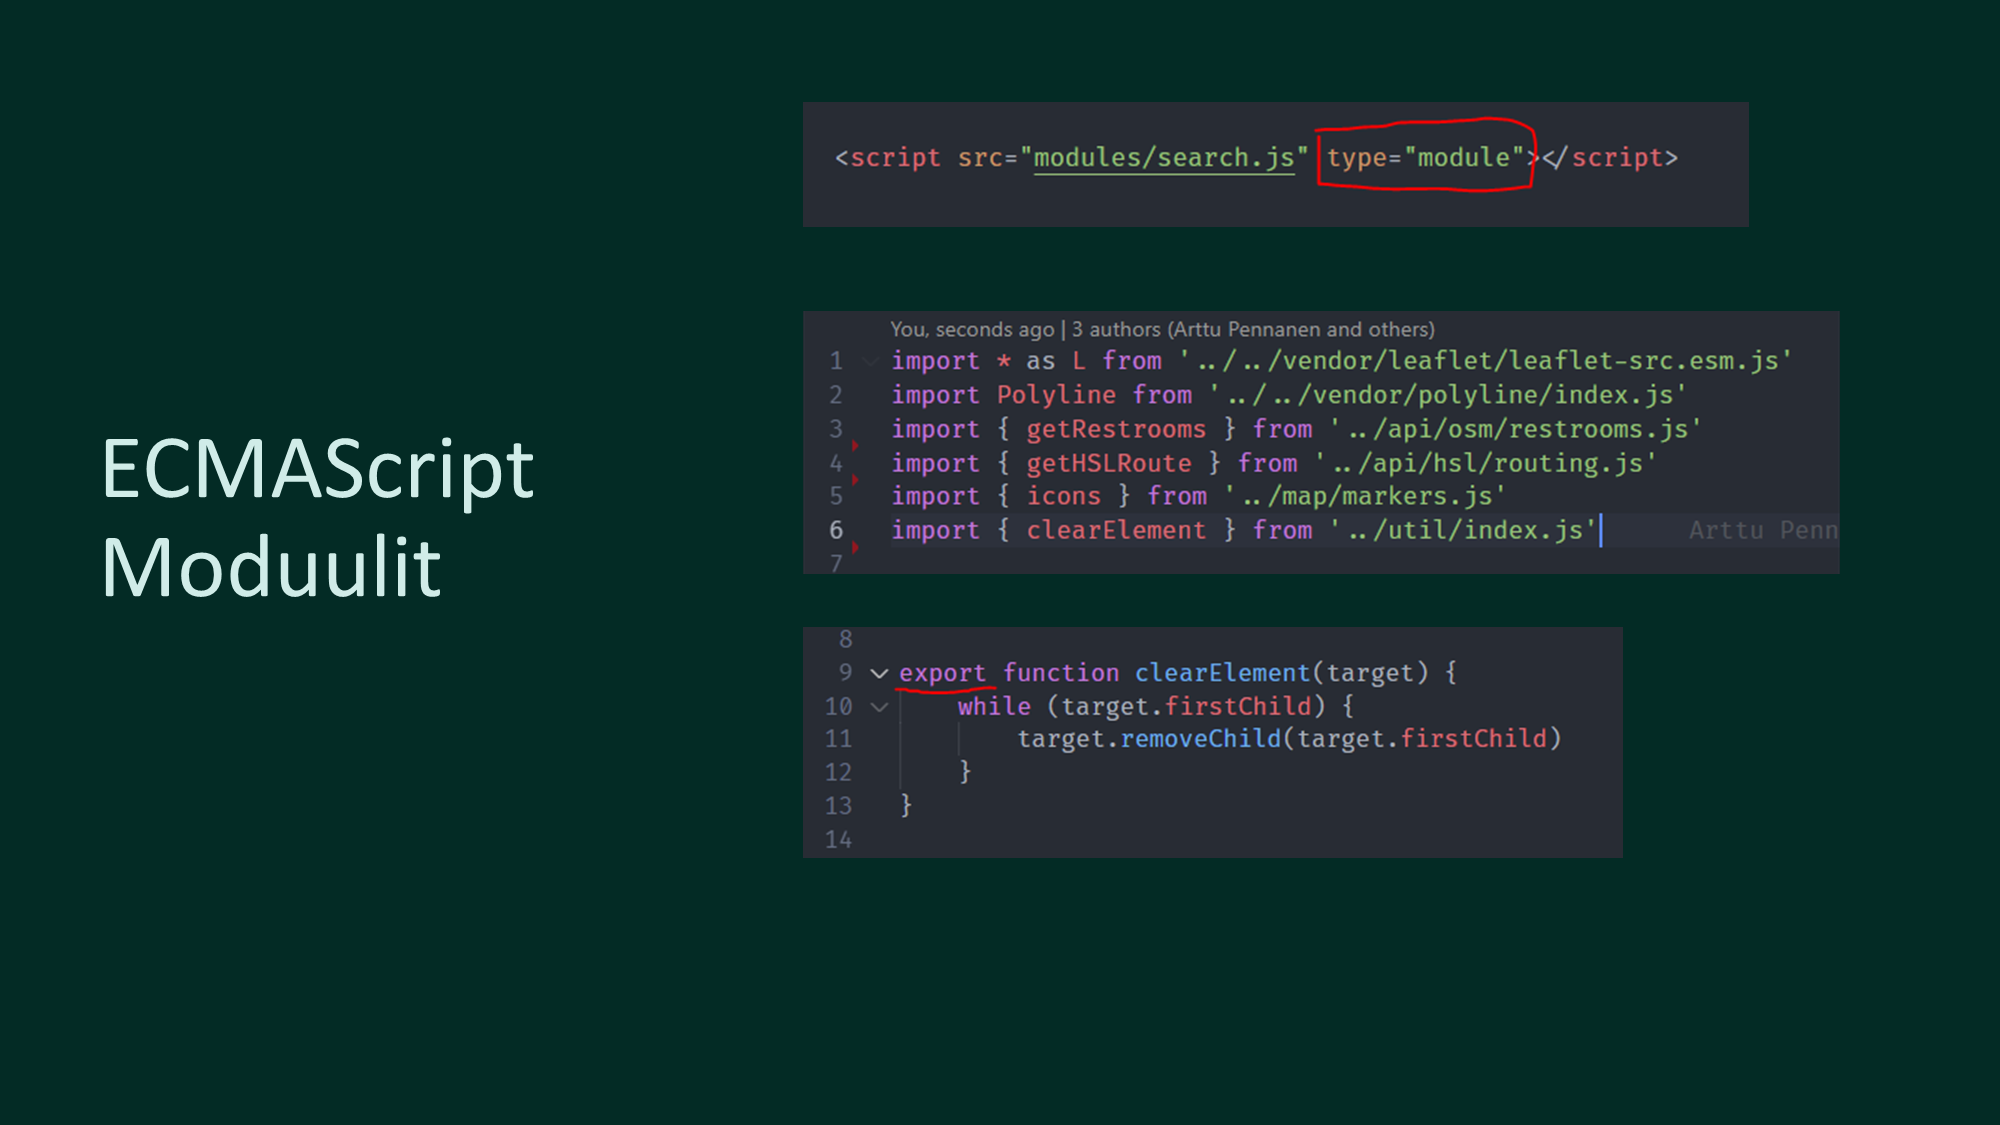 ECMAScript
Moduulit
<script src="modules/search.js" type="module"></script>
You, seconds ago | 3 authors (Arttu Pennanen and others)
1 import * as L from '../../vendor/leaflet/leaflet-src.esm.js'
2 import Polyline from '../../vendor/polyline/index.js'
3 import { getRestrooms } from '../api/osm/restrooms.js'
4 import { getHSLRoute } from '../api/hsl/routing.js'
5 import { icons } from '../map/markers.js'
6 import { clearElement } from '../util/index.js' Arttu Penn
7
8
9 export function clearElement(target) {
10 while (target.firstChild) {
11 target.removeChild(target.firstChild)
12 }
13 }
14